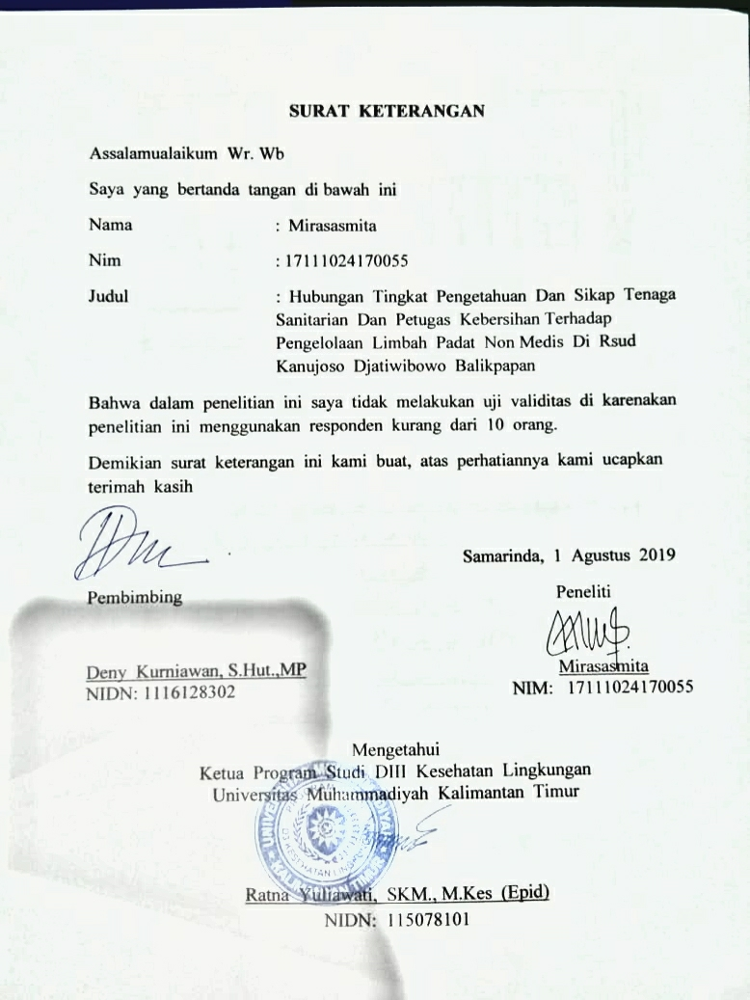 SURAT KETERANGAN
Assalamualaikum Wr. Wb
Saya yang bertanda tangan di bawah ini
Nama : Mirasasmita
Nim : 17111024170055
Judul : Hubungan Tingkat Pengetahuan Dan Sikap Tenaga
Sanitarian Dan Petugas Kebersihan Terhadap
Pengelolaan Limbah Padat Non Medis Di Rsud
Kanujoso Djatiwibowo Balikpapan
Bahwa dalam penelitian ini saya tidak melakukan uji validitas di karenakan
penelitian ini menggunakan responden kurang dari 10 orang.
Demikian surat keterangan ini kami buat, atas perhatiannya kami ucapkan
terimah kasih
Samarinda, 1 Agustus 2019
Pembimbing
Deny Kurniawan, S.Hut.,MP
NIDN: 1116128302
Peneliti
Mirasasmita
NIM: 17111024170055
Mengetahui
Ketua Program Studi DIII Kesehatan Lingkungan
Universitas Muhammadiyah Kalimantan Timur
Ratna Yuliawati, SKM., M.Kes (Epid)
NIDN: 115078101